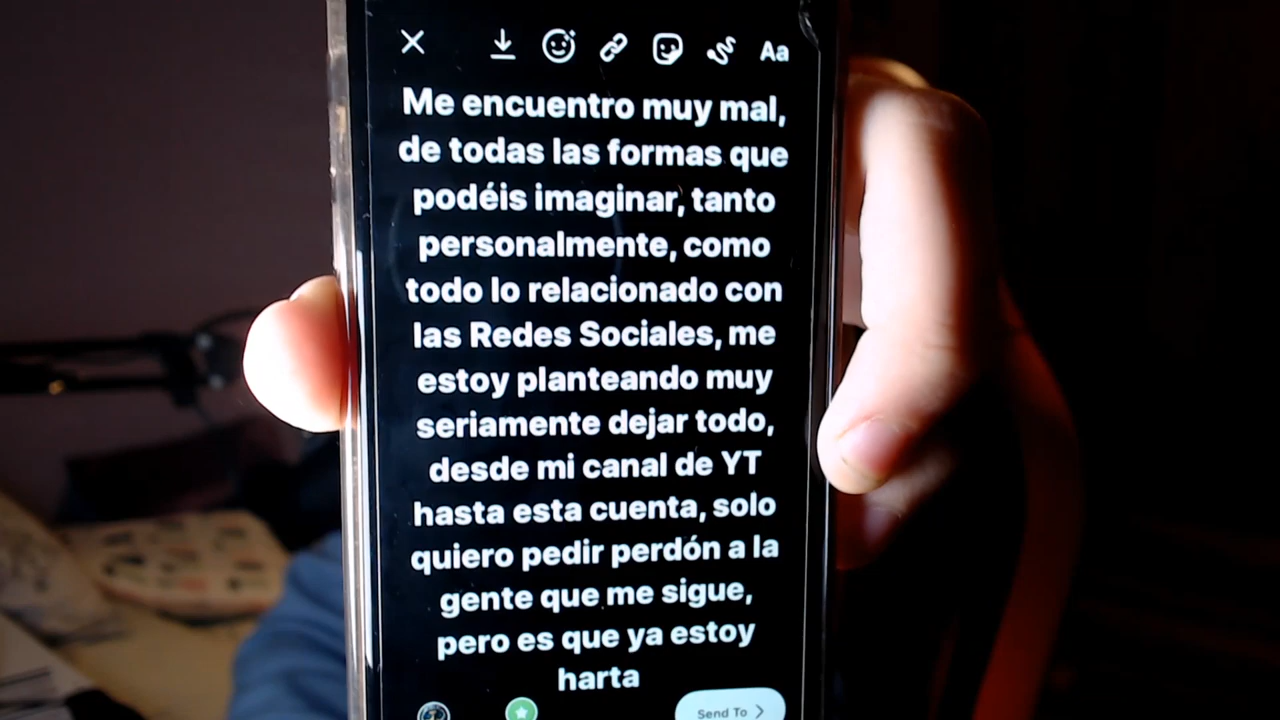 Aa
Me encuentro muy mal,
de todas las formas que
podéis imaginar, tanto
personalmente, como
todo lo relacionado con
las Redes Sociales, me
estoy planteando muy
seriamente dejar todo,
desde mi canal de YT
hasta esta cuenta, solo
quiero pedir perdón a la
gente que me sigue,
pero es que ya estoy
harta
Send To